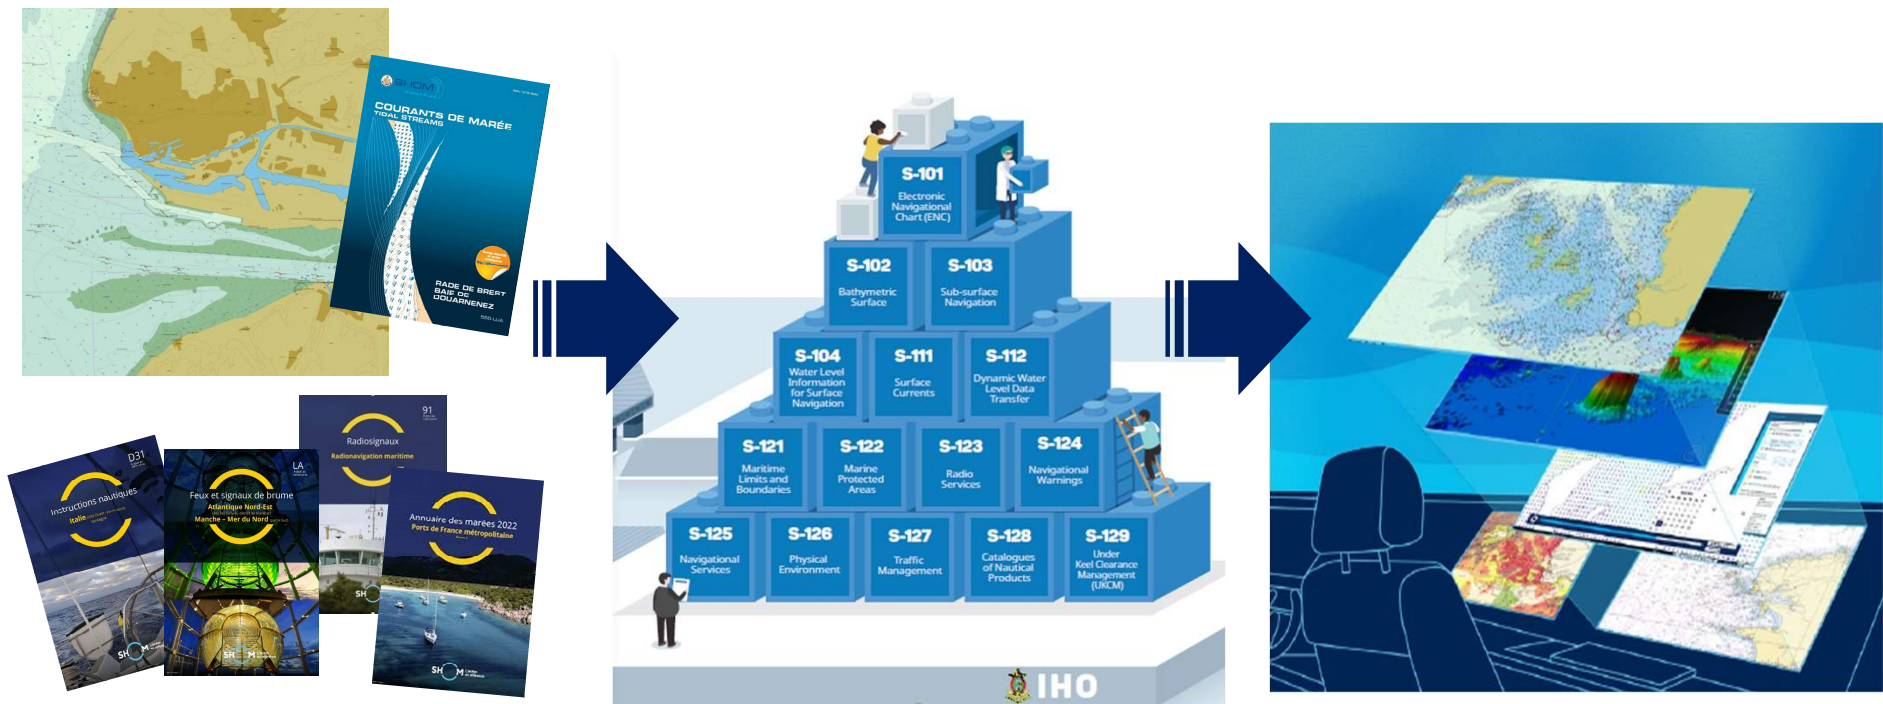 SHOM
COURANTS DE MARÉE
TIDAL STREAMS
RADE DE BREST
BAIE DE
DOUARNENEZ
D31
Instructions nautiques
Italie
LA
Feux et signaux de brume
Atlantique Nord-Est
Manche – Mer du Nord
SHOM
91
Radiosignaux
Radionavigation maritime
SH
Annuaire des marées 2022
Ports de France métropolitaine
SHOM
S-101
Electronic
Navigational
Chart (ENC)
S-102
Bathymetric
Surface
S-103
Sub-surface
Navigation
S-104
Water Level
Information
for Surface
Navigation
S-111
Surface
Currents
S-112
Dynamic Water
Level Data
Transfer
S-121
Maritime
Limits and
Boundaries
S-122
Marine
Protected
Areas
S-123
Radio
Services
S-124
Navigational
Warnings
S-125
Navigational
Services
S-126
Physical
Environment
S-127
Traffic
Management
S-128
Catalogues
of Nautical
Products
S-129
Under
Keel Clearance
Management
(UKCM)
IHO